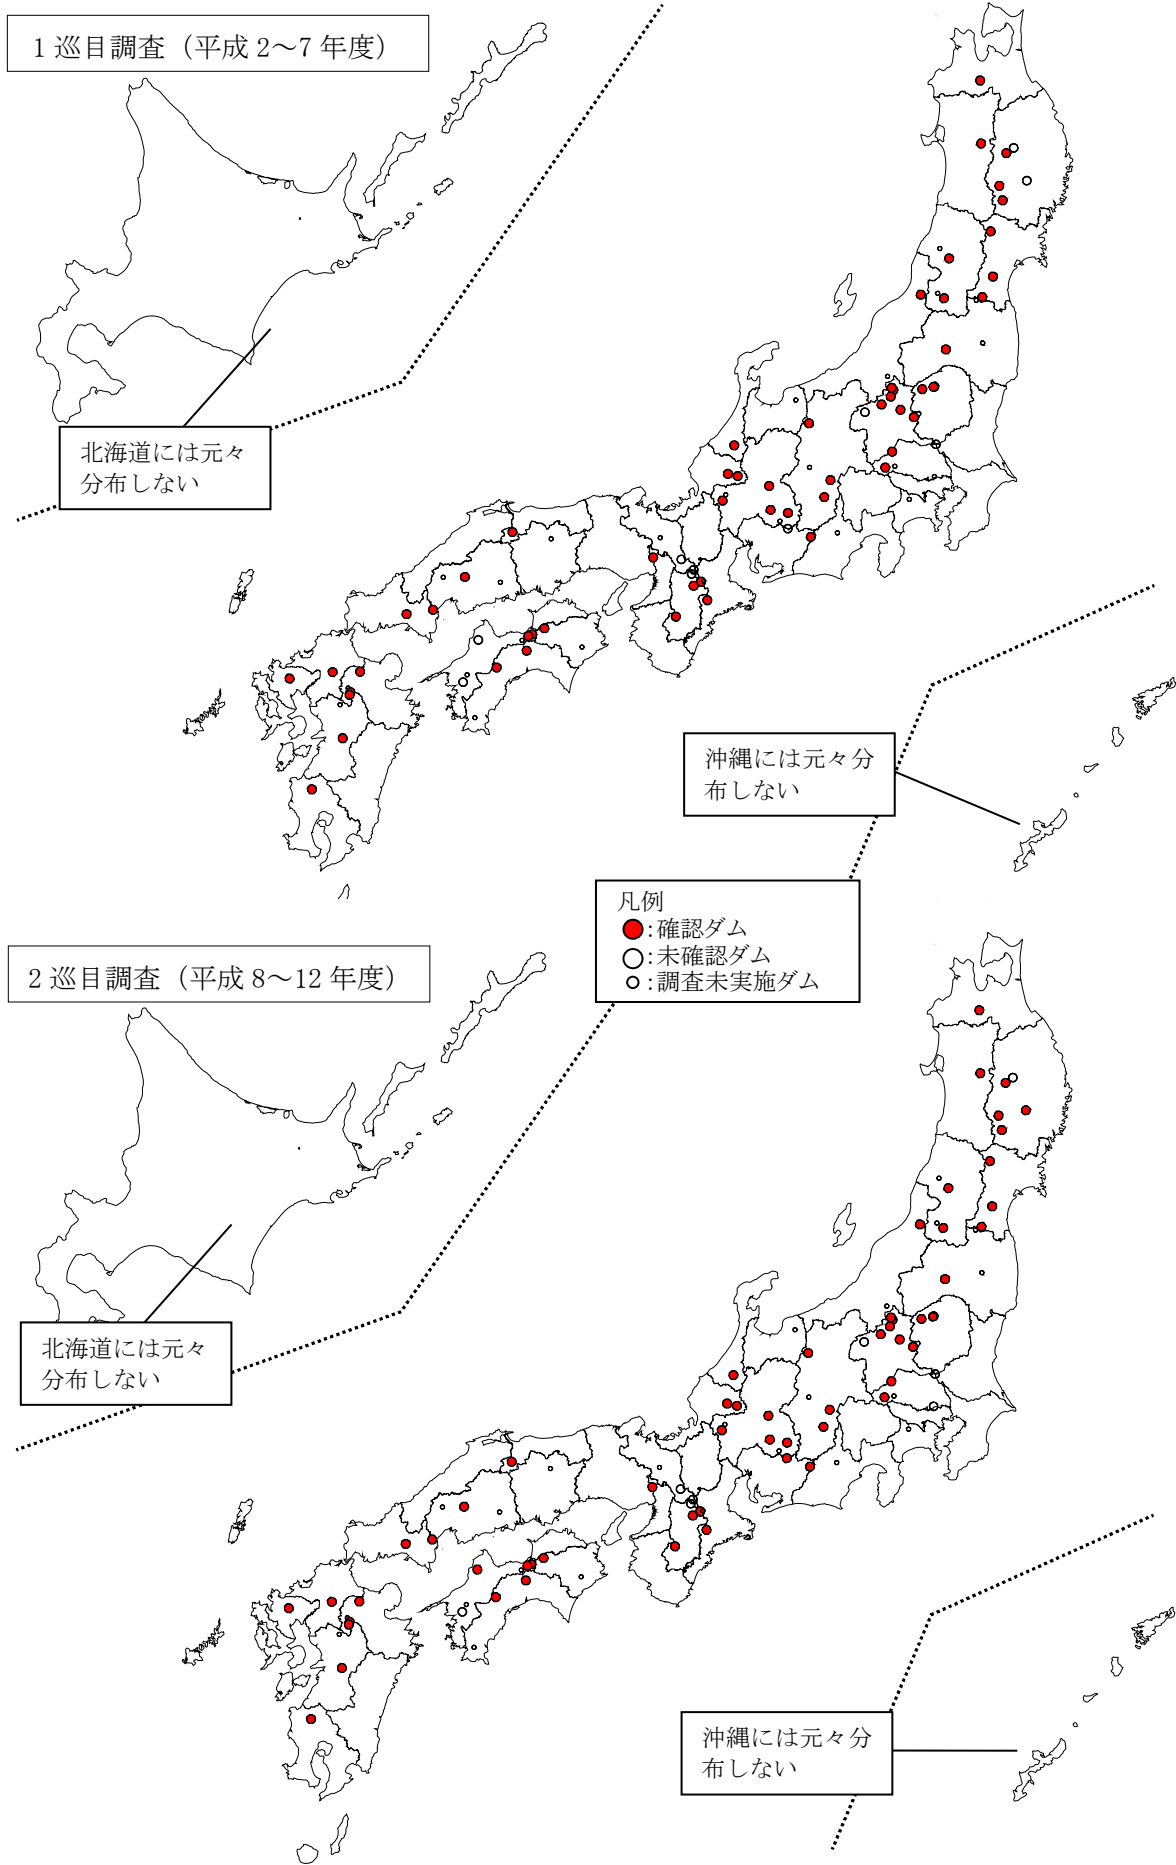 1 巡目調査（平成 2～7 年度）
北海道には元々
分布しない
沖縄には元々分
布しない
凡例
：確認ダム
：未確認ダム
：調査未実施ダム
2 巡目調査（平成 8～12 年度）
北海道には元々
分布しない
沖縄には元々分
布しない